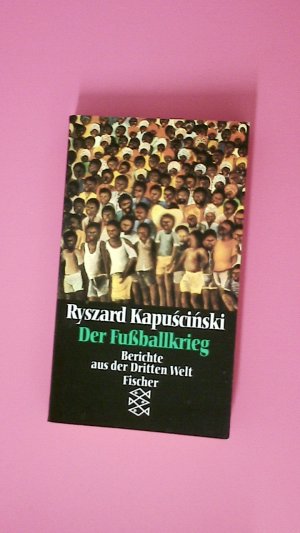 Ryszard Kapuściński
Der Fußballkrieg
Berichte
aus der Dritten Welt
Fischer